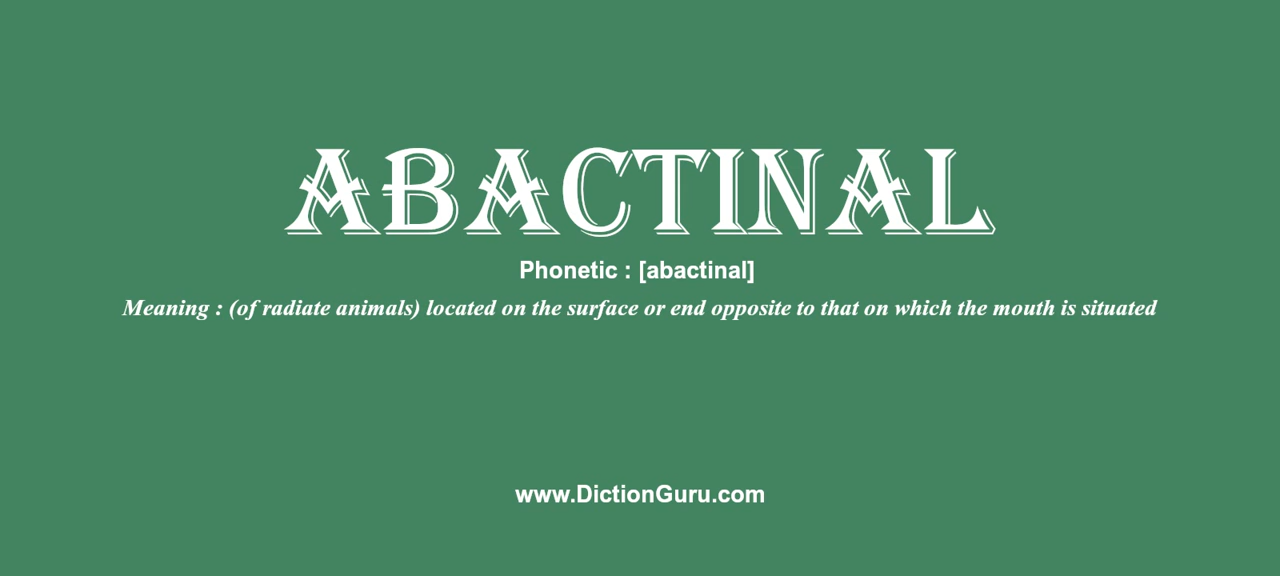 ABACTINAL
Phonetic : [abactinal]
Meaning : (of radiate animals) located on the surface or end opposite to that on which the mouth is situated
www.DictionGuru.com